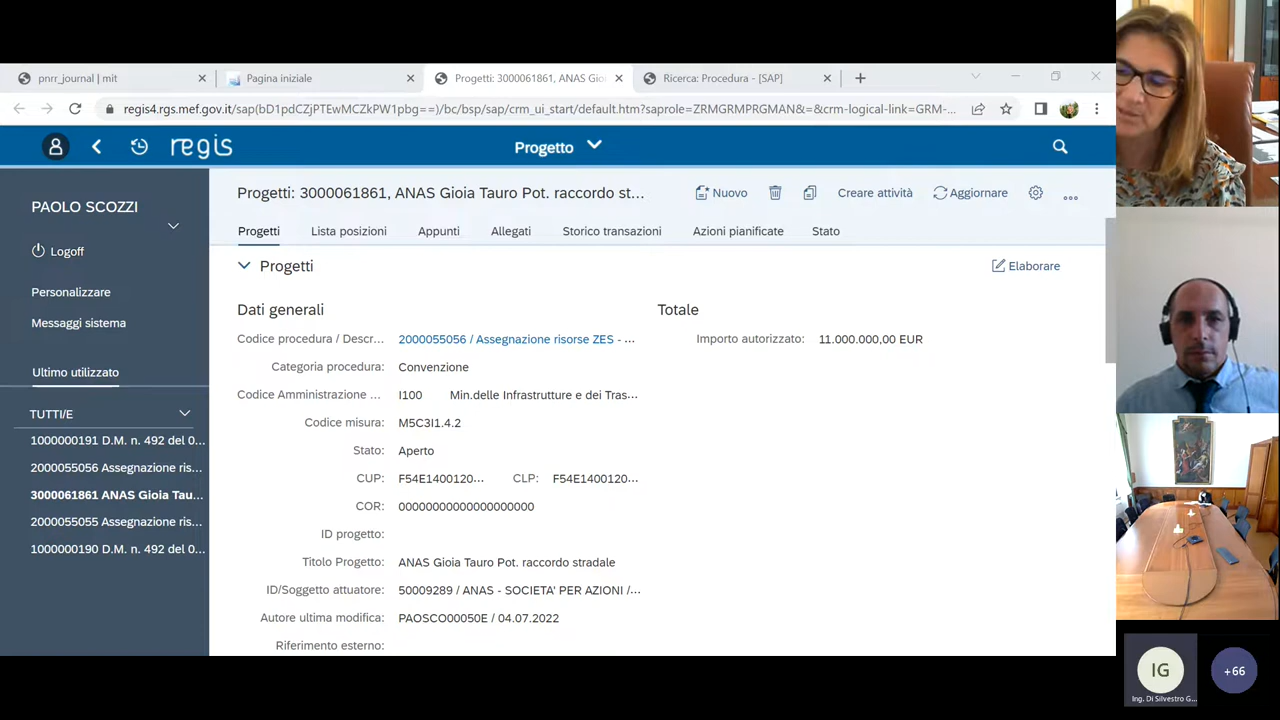 pnrr_journal | mit
Pagina iniziale
Progetti: 3000061861, ANAS Gio
Ricerca: Procedura - [SAP]
regis4.rgs.mef.gov.it/sap(bD1pdCZjPTEwMCZkPW1pbg==)/bc/bsp/sap/crm_ui_start/default.htm?saprole=ZRMGRMPRGMAN&=&crm-logical-link=GRM-...
regis
Progetto
PAOLO SCOZZI
Logoff
Personalizzare
Messaggi sistema
Ultimo utilizzato
TUTTI/E
1000000191 D.M. n. 492 del 0...
2000055056 Assegnazione ris...
3000061861 ANAS Gioia Tau...
2000055055 Assegnazione ris...
1000000190 D.M. n. 492 del 0...
Progetti: 3000061861, ANAS Gioia Tauro Pot. raccordo st...
Nuovo
Creare attività
Aggiornare
Progetti Lista posizioni Appunti Allegati Storico transazioni Azioni pianificate Stato
Progetti
Elaborare
Dati generali
Codice procedura / Descr... 2000055056 / Assegnazione risorse ZES - ...
Categoria procedura: Convenzione
Codice Amministrazione ... I100 Min.delle Infrastrutture e dei Tras...
Codice misura: M5C3I1.4.2
Stato: Aperto
CUP: F54E1400120... CLP: F54E1400120...
COR: 00000000000000000000
ID progetto:
Titolo Progetto: ANAS Gioia Tauro Pot. raccordo stradale
ID/Soggetto attuatore: 50009289 / ANAS - SOCIETA' PER AZIONI /...
Autore ultima modifica: PAOSCO00050E / 04.07.2022
Riferimento esterno:
Totale
Importo autorizzato: 11.000.000,00 EUR
IG
Ing. Di Silvestro G...
+66